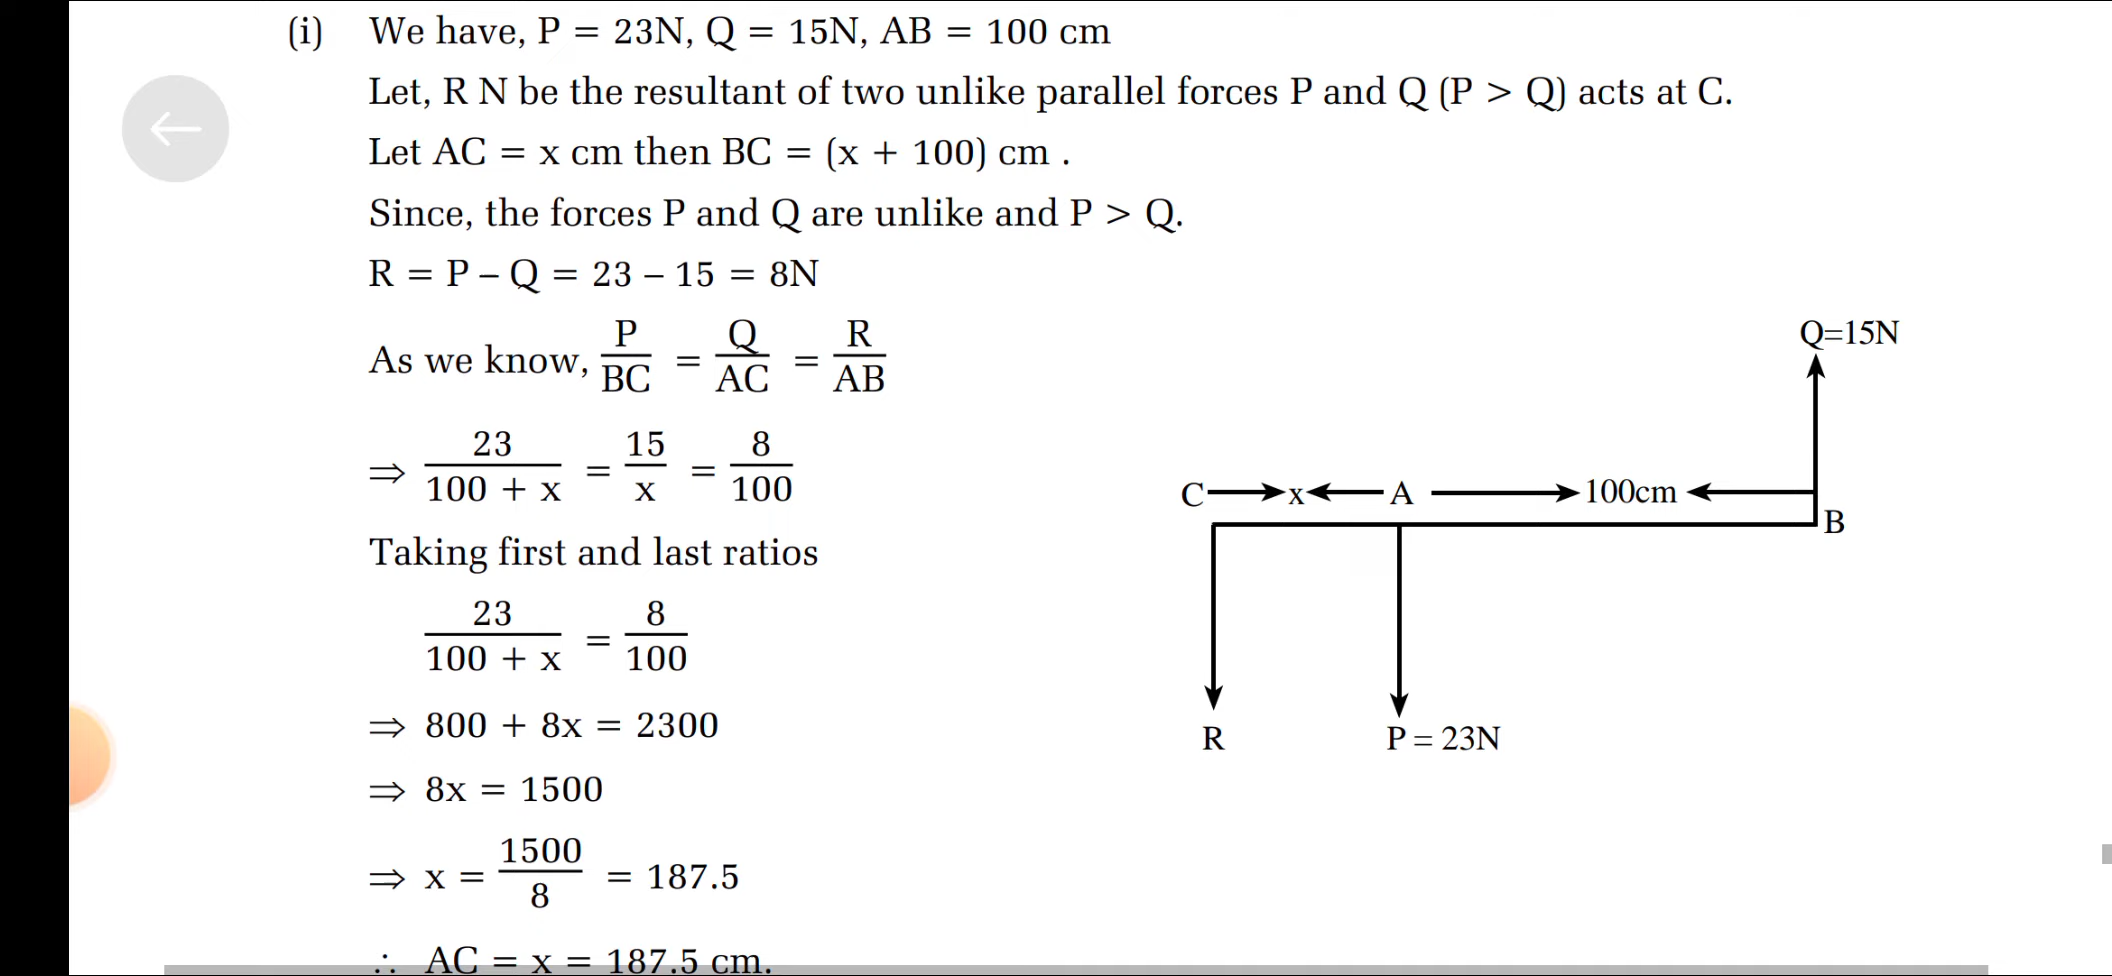 (i) We have, P = 23N, Q = 15N, AB = 100 cm
Let, R N be the resultant of two unlike parallel forces P and Q (P > Q) acts at C.
Let AC = x cm then BC = (x + 100) cm .
Since, the forces P and Q are unlike and P > Q.
R = P – Q = 23 – 15 = 8N
As we know, P/BC = Q/AC = R/AB
⇒ 23/(100 + x) = 15/x = 8/100
Taking first and last ratios
23/(100 + x) = 8/100
⇒ 800 + 8x = 2300
⇒ 8x = 1500
⇒ x = 1500/8 = 187.5
∴ AC = x = 187.5 cm.
Q=15N
C x A 100cm
B
R P = 23N